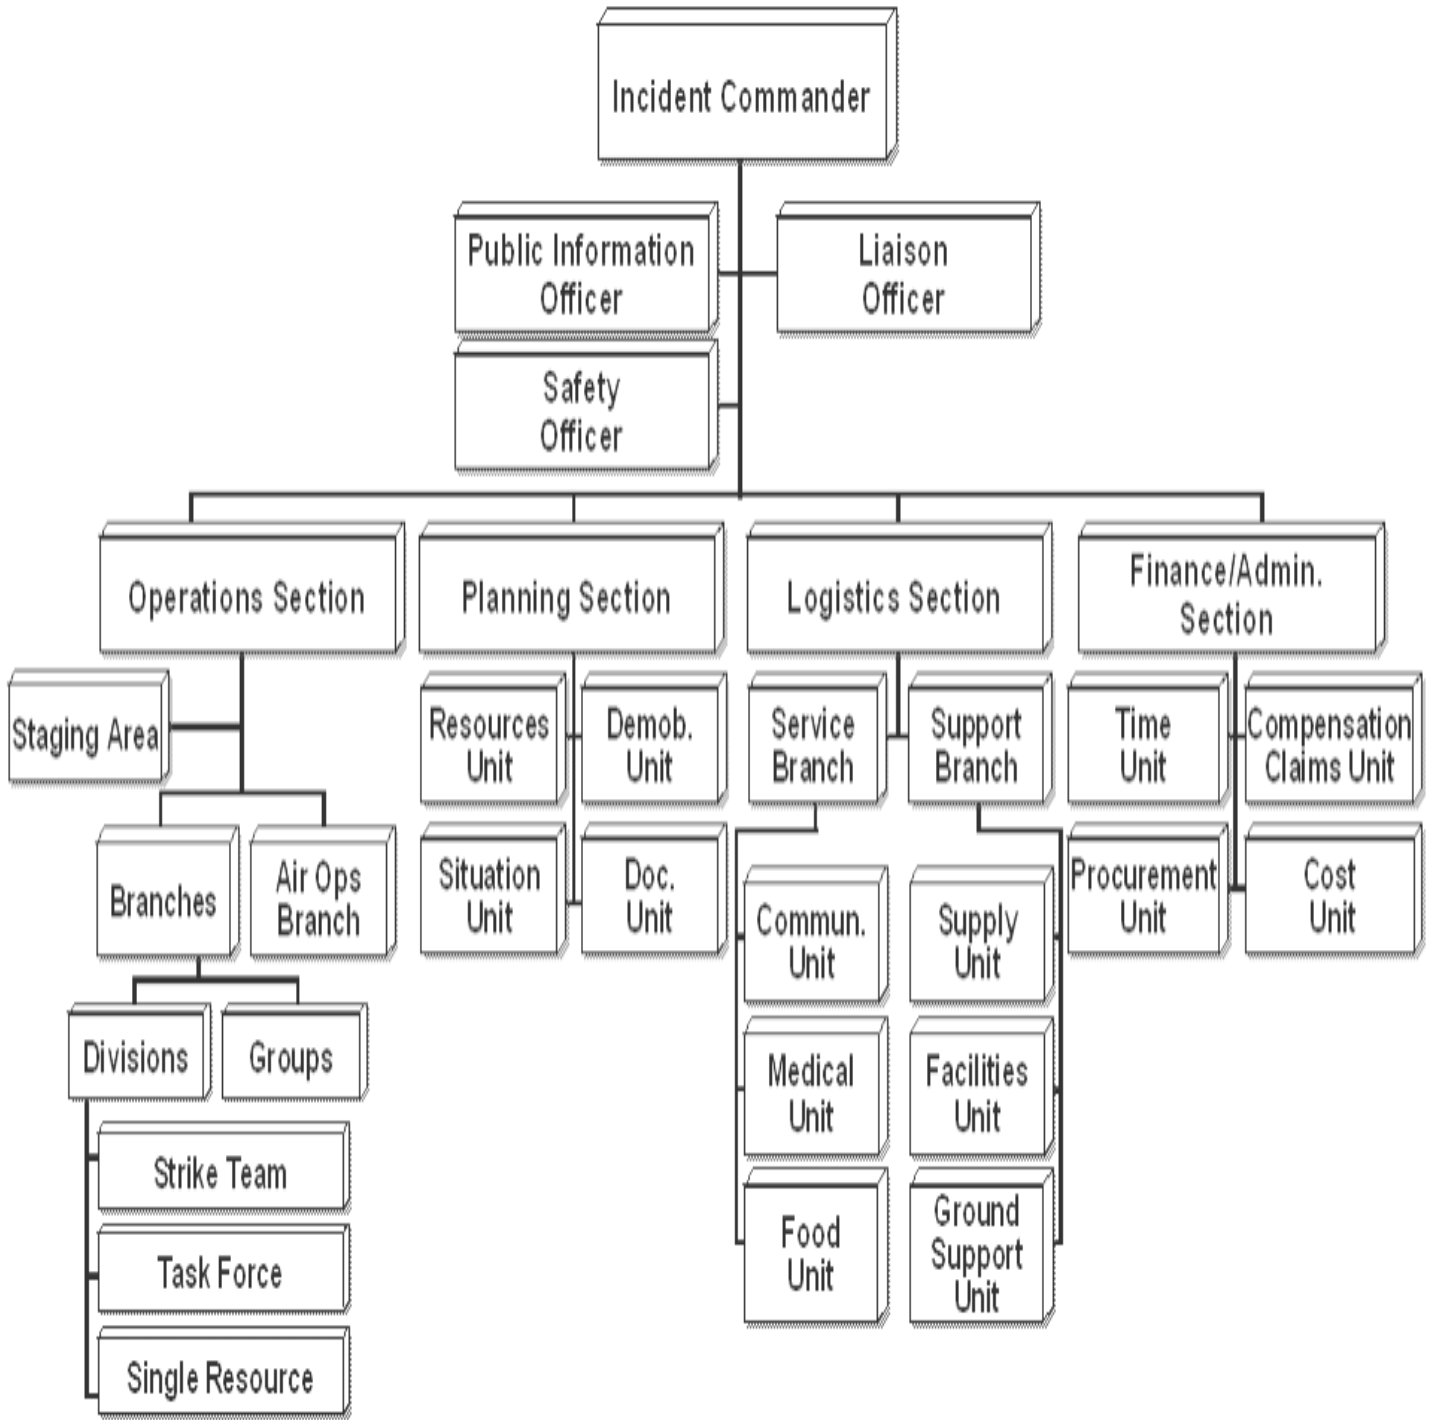 Incident Commander
Public Information
Officer
Liaison
Officer
Safety
Officer
Operations Section
Planning Section
Logistics Section
Finance/Admin.
Section
Staging Area
Resources
Unit
Demob.
Unit
Service
Branch
Support
Branch
Time
Unit
Compensation
Claims Unit
Branches
Air Ops
Branch
Situation
Unit
Doc.
Unit
Commun.
Unit
Supply
Unit
Procurement
Unit
Cost
Unit
Divisions
Groups
Medical
Unit
Facilities
Unit
Strike Team
Task Force
Single Resource
Food
Unit
Ground
Support
Unit